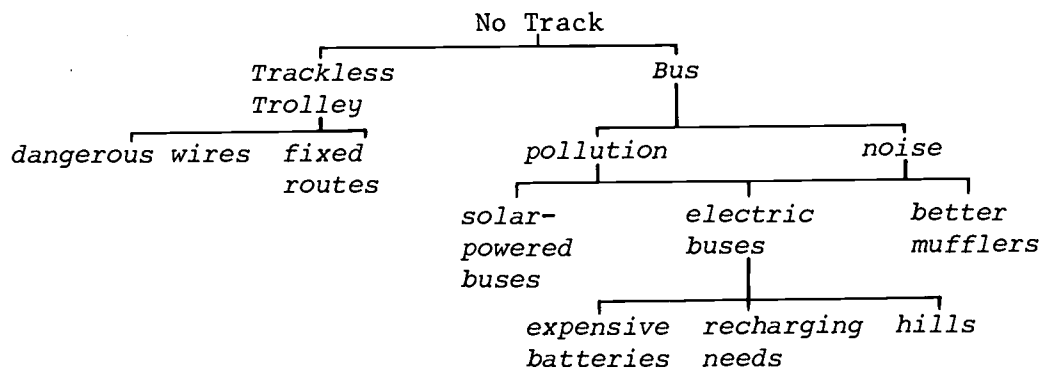 No Track
Trackless Trolley
Bus
dangerous wires
fixed routes
pollution
noise
solar-powered buses
electric buses
better mufflers
expensive batteries
recharging needs
hills